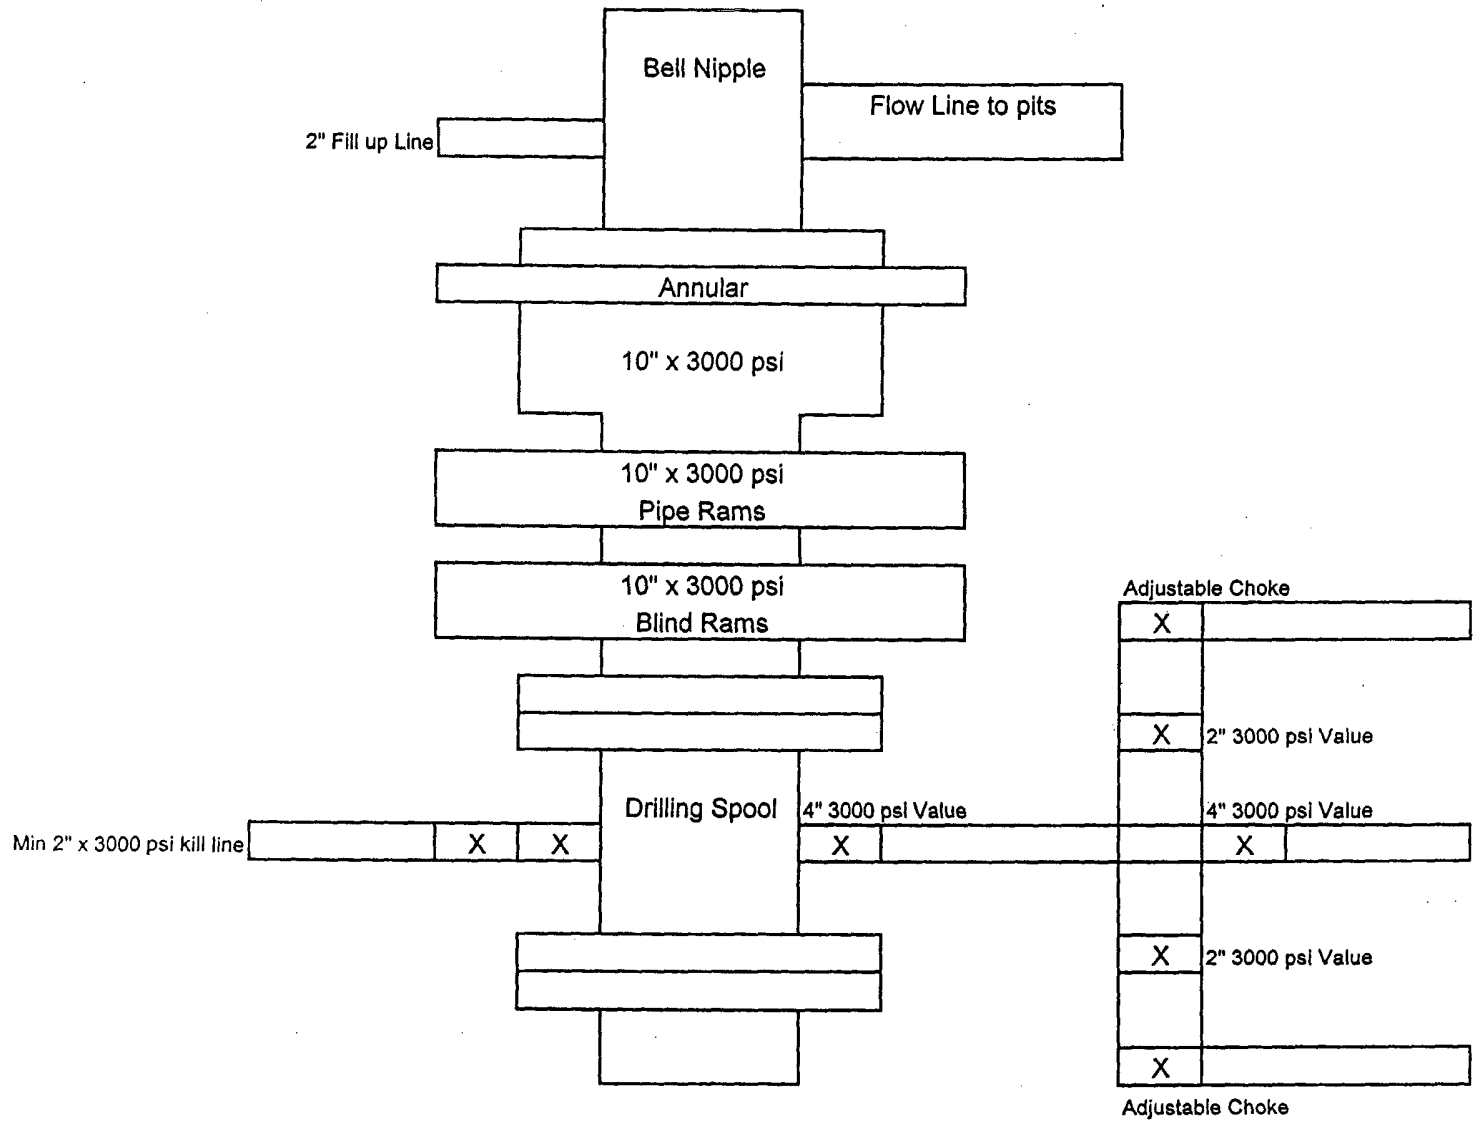 Bell Nipple
Flow Line to pits
2" Fill up Line
Annular
10" x 3000 psi
10" x 3000 psi
Pipe Rams
10" x 3000 psi
Blind Rams
Adjustable Choke
X
X
2" 3000 psi Value
Drilling Spool
4" 3000 psi Value
4" 3000 psi Value
Min 2" x 3000 psi kill line
X
X
X
X
X
2" 3000 psi Value
X
Adjustable Choke